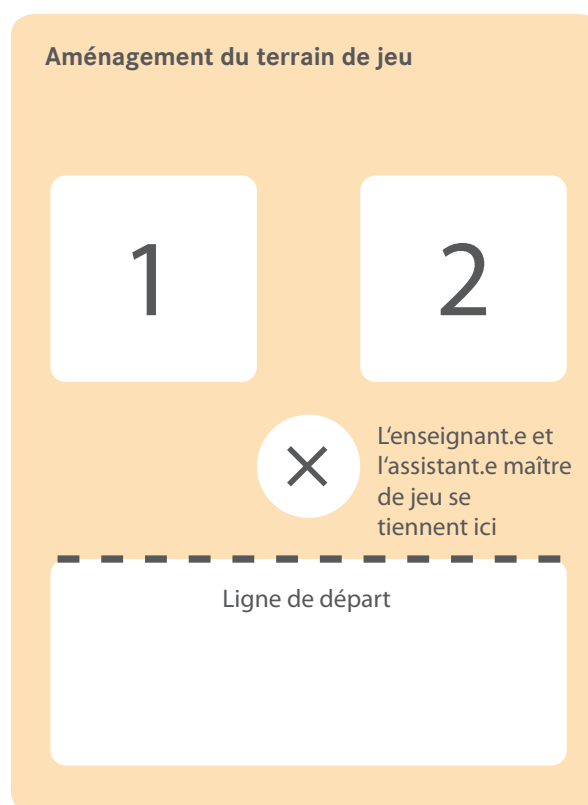 Aménagement du terrain de jeu
1
2
L‘enseignant.e et
l‘assistant.e maître
de jeu se
tiennent ici
Ligne de départ